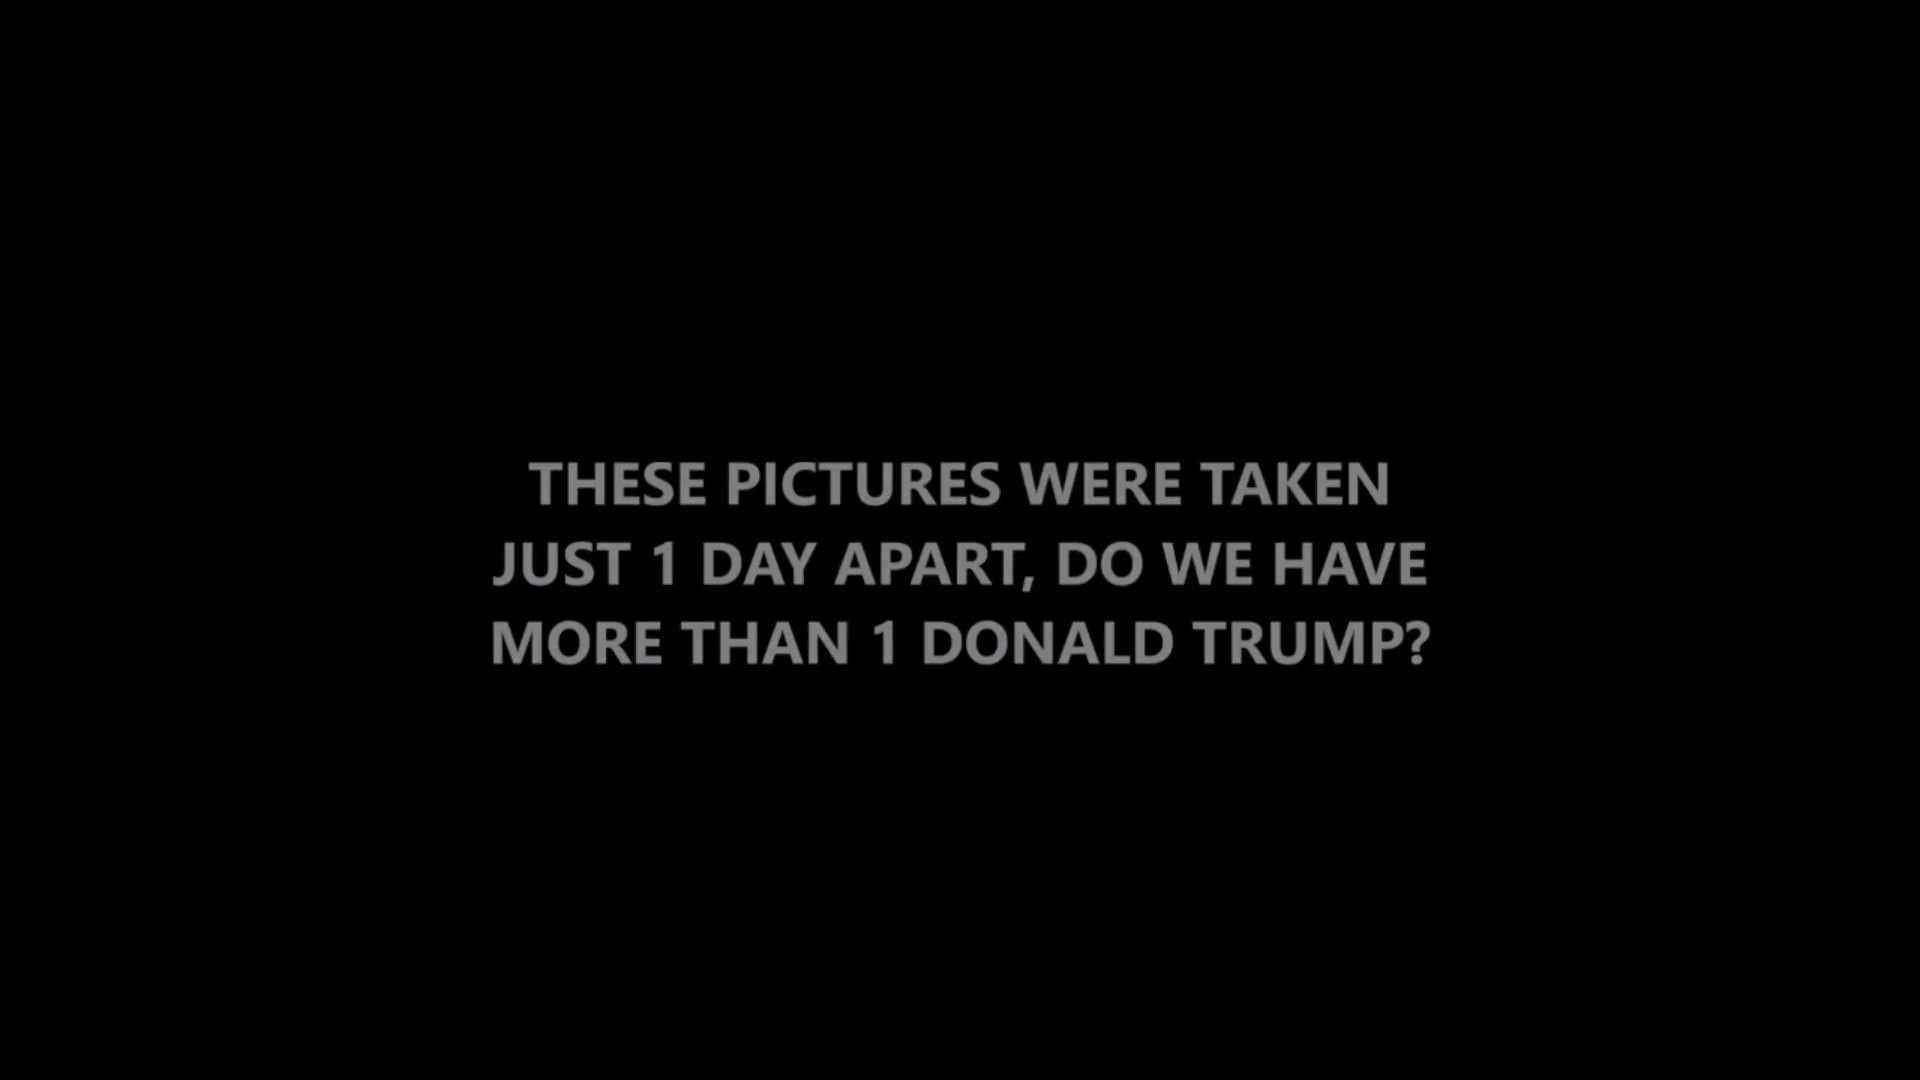 THESE PICTURES WERE TAKEN
JUST 1 DAY APART, DO WE HAVE
MORE THAN 1 DONALD TRUMP?